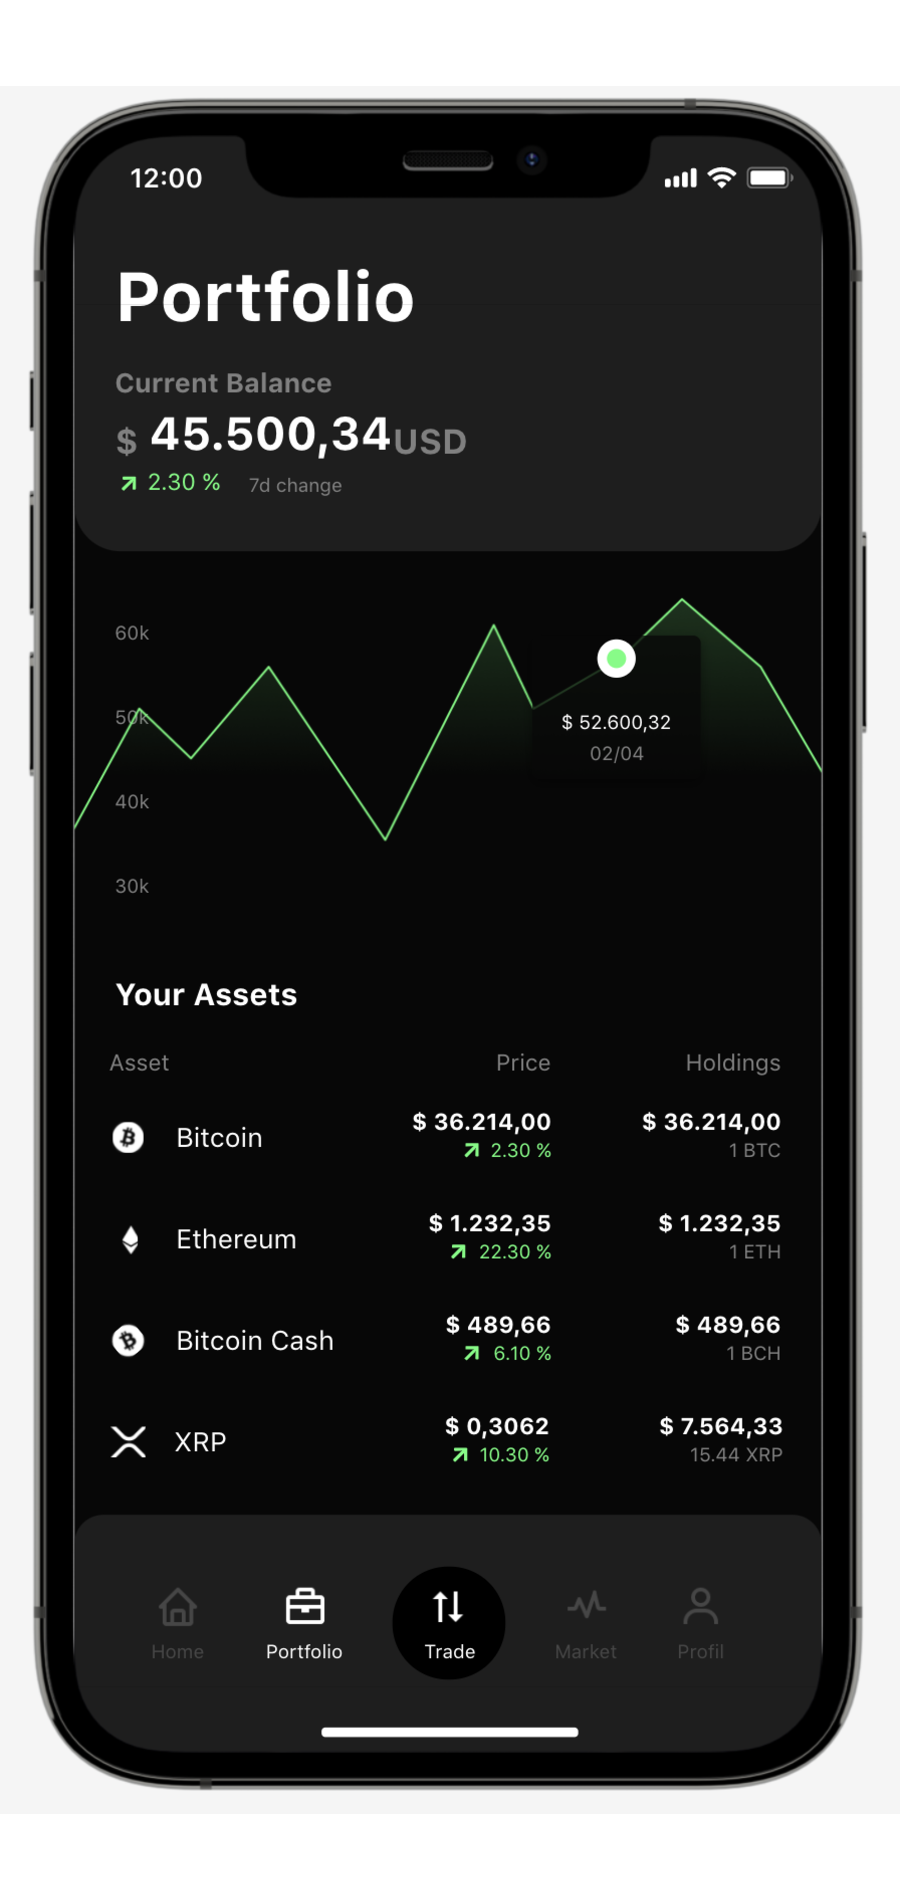 12:00
Portfolio
Current Balance
$ 45.500,34 USD
2.30 % 7d change
60k
50k
$ 52.600,32
02/04
40k
30k
Your Assets
Asset Price Holdings
Bitcoin $ 36.214,00 $ 36.214,00
2.30 % 1 BTC
Ethereum $ 1.232,35 $ 1.232,35
22.30 % 1 ETH
Bitcoin Cash $ 489,66 $ 489,66
6.10 % 1 BCH
XRP $ 0,3062 $ 7.564,33
10.30 % 15.44 XRP
Home Portfolio Trade Market Profil